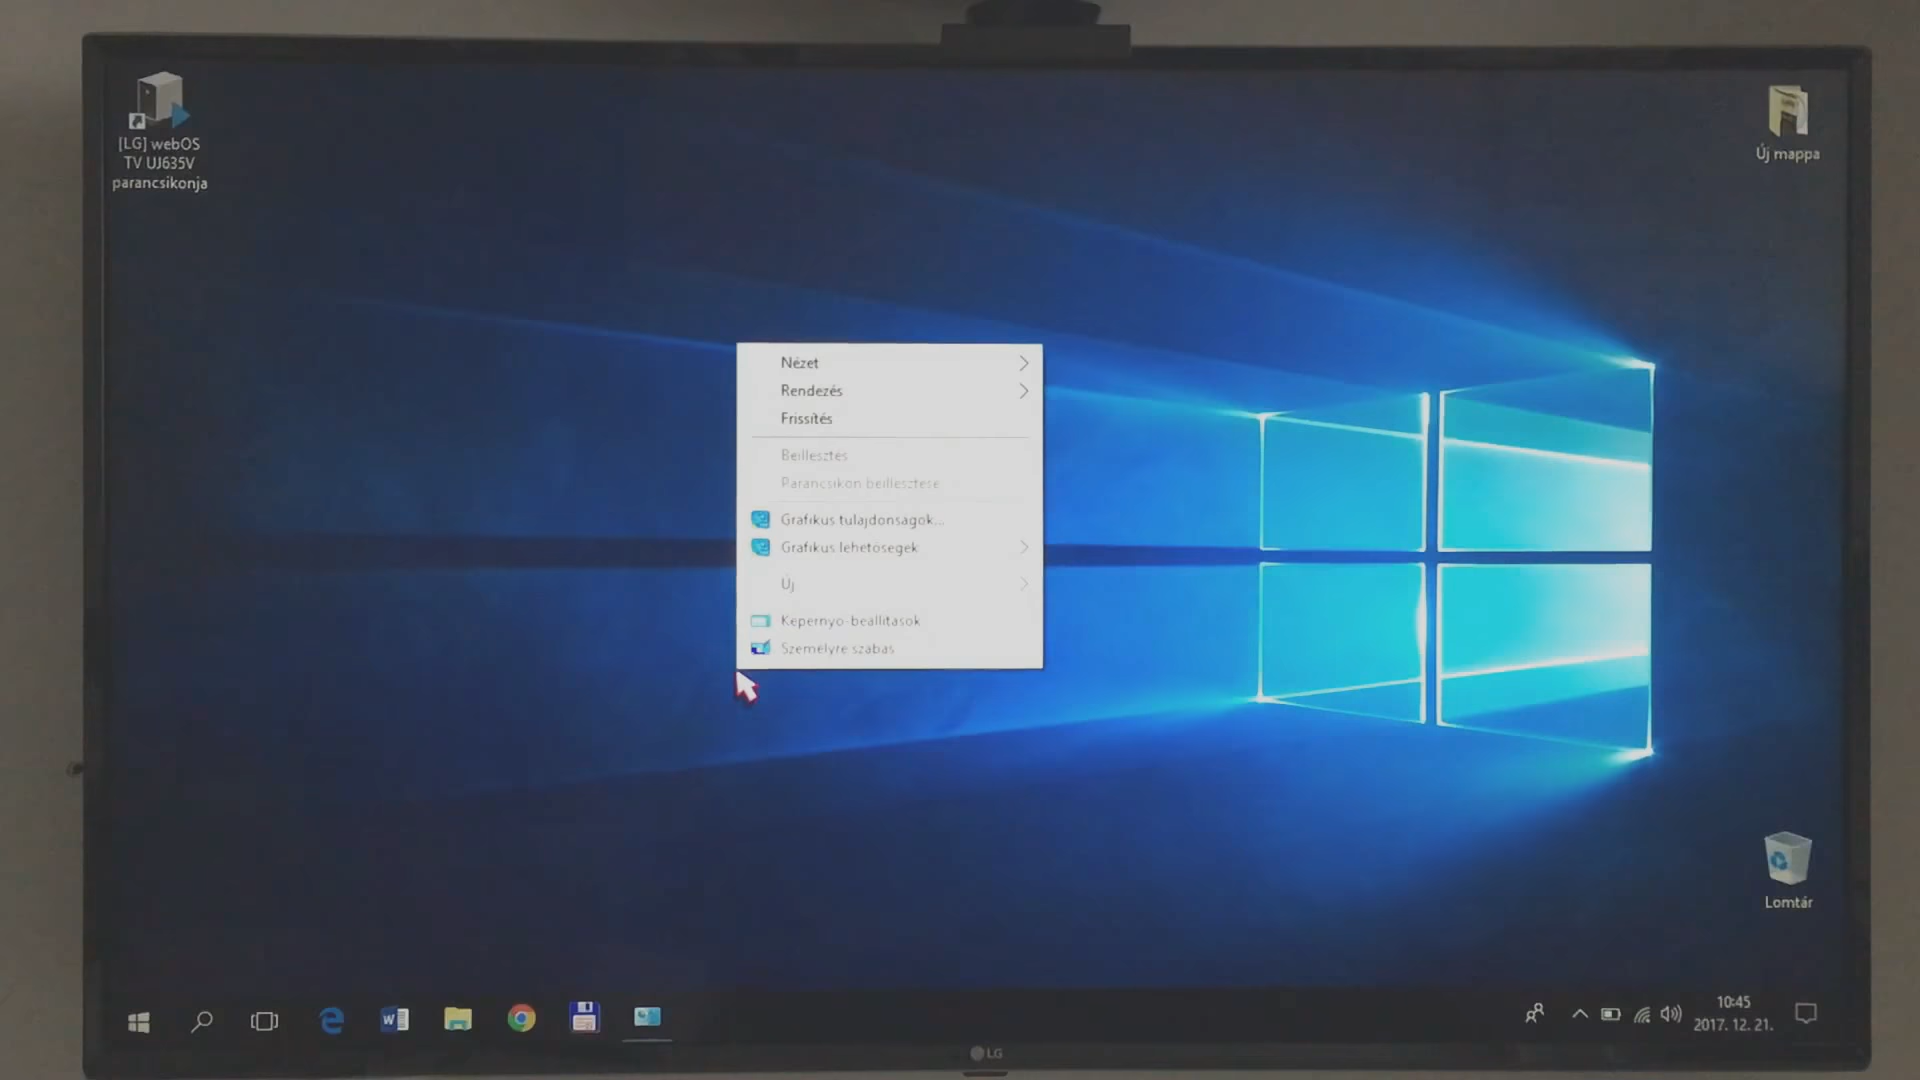 [LG] webOS
TV UJ635V
parancsikonja
Új mappa
Nézet
Rendezés
Frissítés
Beillesztés
Parancsikon beillesztése
Grafikus tulajdonságok...
Grafikus lehetőségek
Új
Képernyő-beállítások
Személyre szabás
Lomtár
10:45
2017. 12. 21.
LG